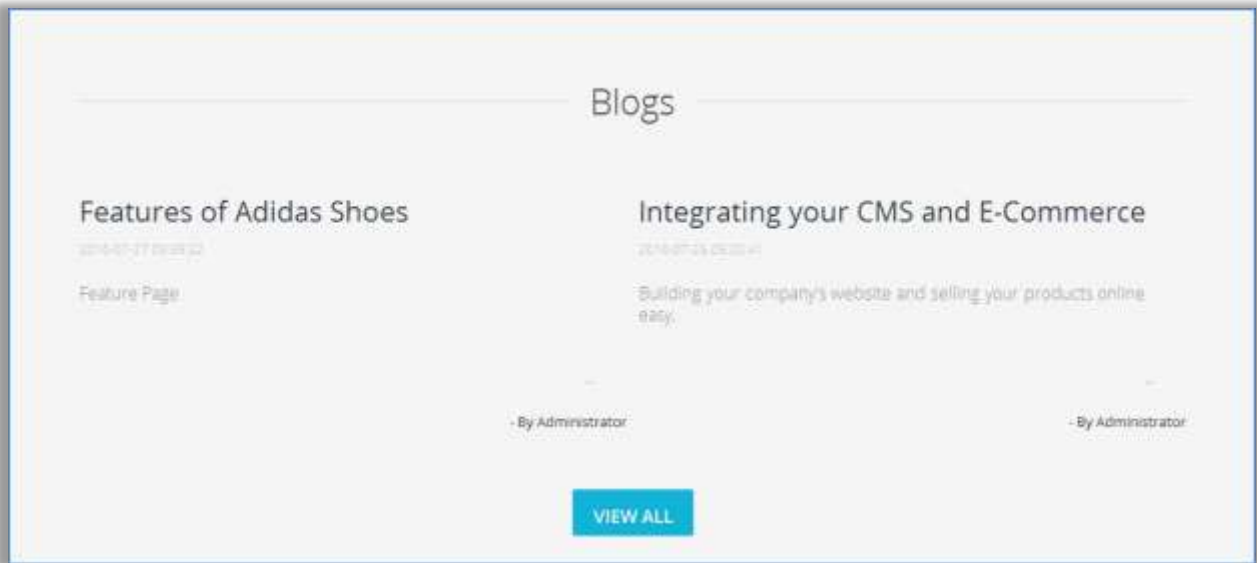 Blogs
Features of Adidas Shoes
Feature Page
- By Administrator
Integrating your CMS and E-Commerce
Building your company's website and selling your products online
easy.
- By Administrator
VIEW ALL